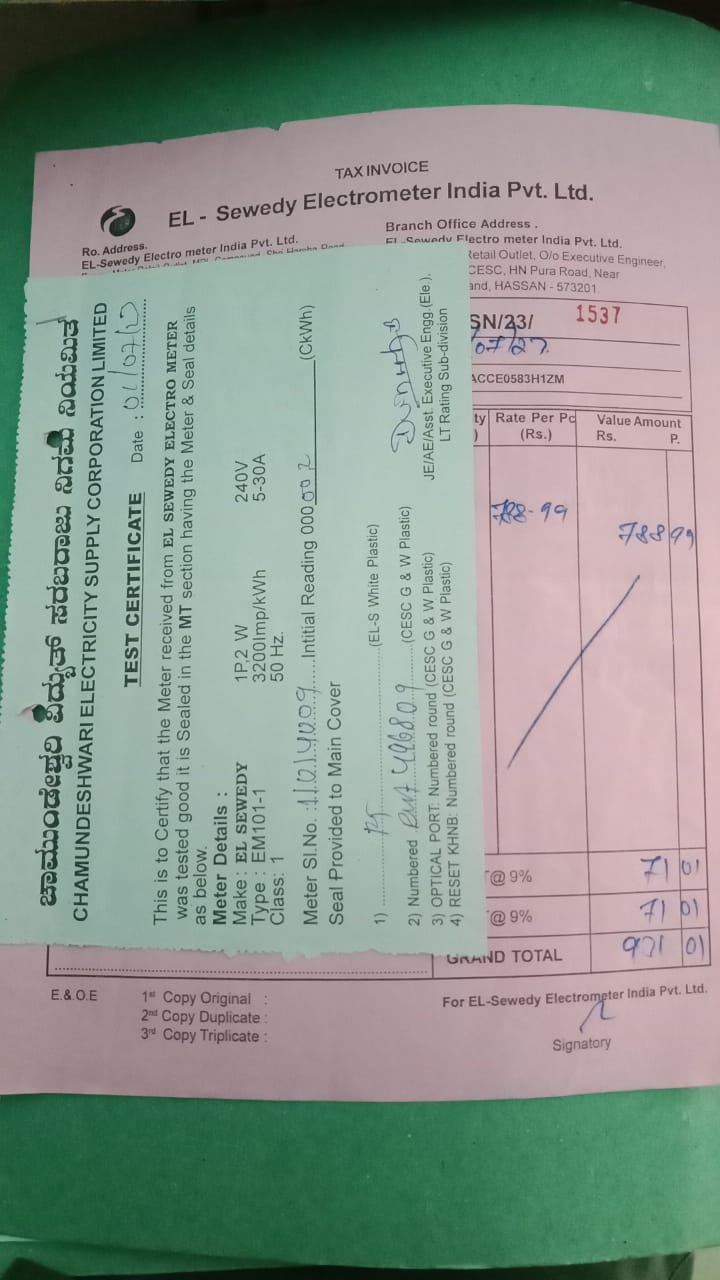 TAX INVOICE
EL - Sewedy Electrometer India Pvt. Ltd.
Ro. Address.
EL-Sewedy Electro meter India Pvt. Ltd.
Branch Office Address .
EL-Sewedy Electro meter India Pvt. Ltd.
Retail Outlet, O/o Executive Engineer,
CESC, HN Pura Road, Near
and, HASSAN - 573201.
SN/23/ 1537
ACCE0583H1ZM
ty Rate Per Pc Value Amount
(Rs.) Rs. P.
788-99 788 99
@ 9% 71 01
@ 9% 71 01
GRAND TOTAL 931 01
E.& O.E
1st Copy Original :
2nd Copy Duplicate :
3rd Copy Triplicate :
For EL-Sewedy Electrometer India Pvt. Ltd.
Signatory
ಚಾಮುಂಡೇಶ್ವರಿ ವಿದ್ಯುತ್ ಸರಬರಾಜು ನಿಗಮ ನಿಯಮಿತ
CHAMUNDESHWARI ELECTRICITY SUPPLY CORPORATION LIMITED
TEST CERTIFICATE Date :
This is to Certify that the Meter received from EL SEWEDY ELECTRO METER
was tested good it is Sealed in the MT section having the Meter & Seal details
as below.
Meter Details :
Make : EL SEWEDY 1P,2 W 240V
Type : EM101-1 3200Imp/kWh 5-30A
Class: 1 50 Hz.
Meter Sl.No. : Intitial Reading 000 002 (CkWh)
Seal Provided to Main Cover
1) (EL-S White Plastic)
2) Numbered 496809 (CESC G & W Plastic)
3) OPTICAL PORT: Numbered round (CESC G & W Plastic)
4) RESET KHNB: Numbered round (CESC G & W Plastic)
JE/AE/Asst. Executive Engg.(Ele.),
LT Rating Sub-division